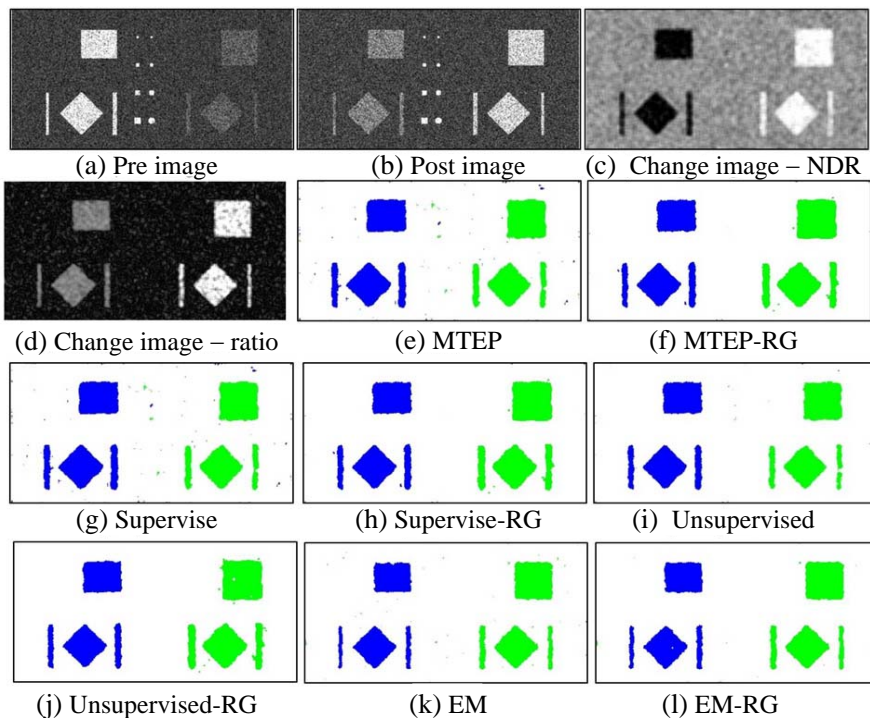 (a) Pre image
(b) Post image
(c) Change image – NDR
(d) Change image – ratio
(e) MTEP
(f) MTEP-RG
(g) Supervise
(h) Supervise-RG
(i) Unsupervised
(j) Unsupervised-RG
(k) EM
(l) EM-RG